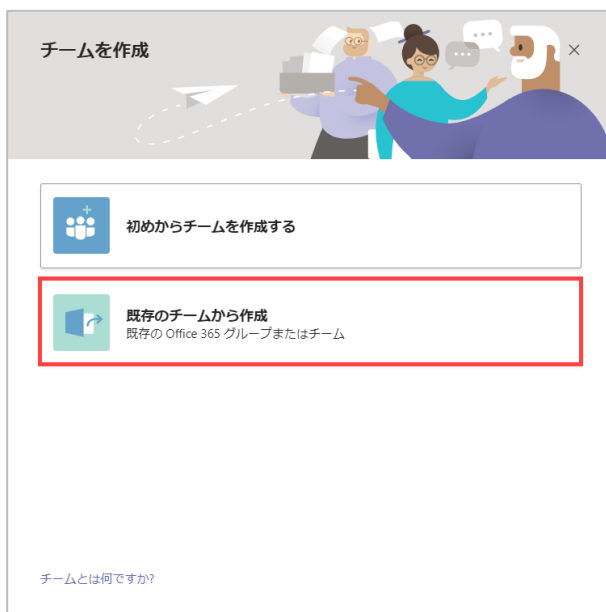 チームを作成
初めからチームを作成する
既存のチームから作成
既存の Office 365 グループまたはチーム
チームとは何ですか?